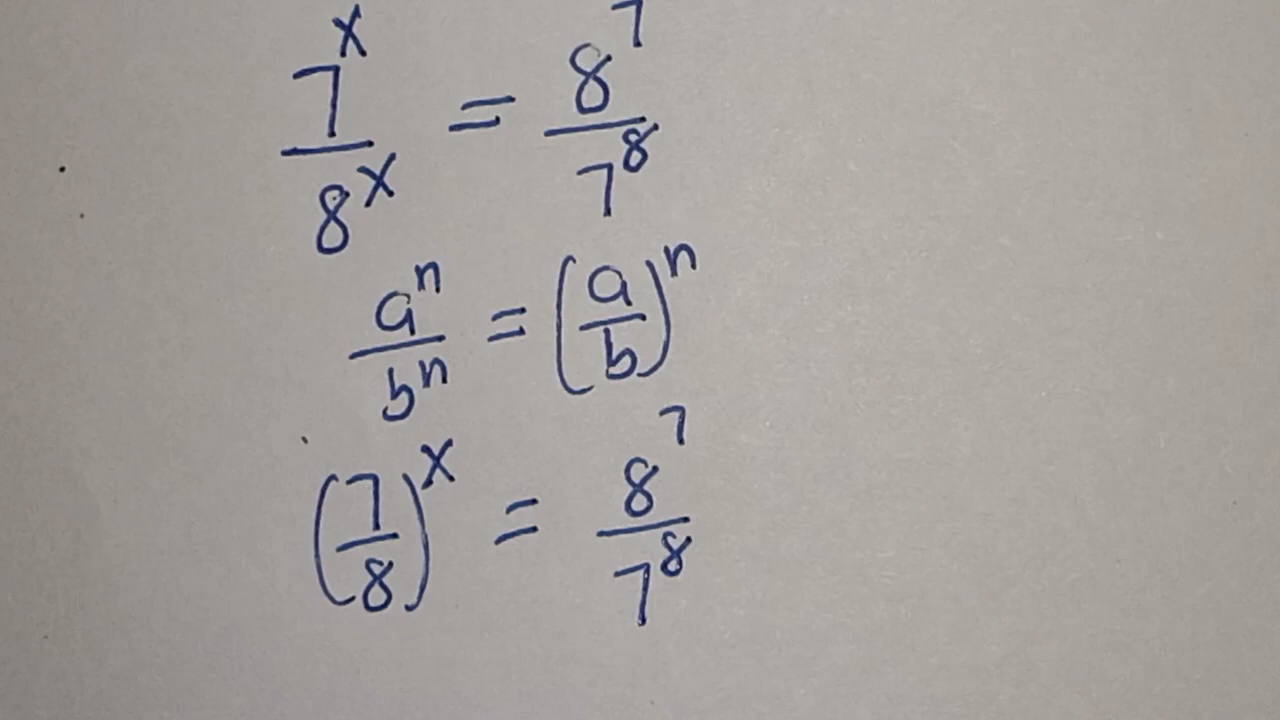 7^x / 8^x = 8^7 / 7^8
a^n / b^n = (a / b)^n
(7 / 8)^x = 8^7 / 7^8